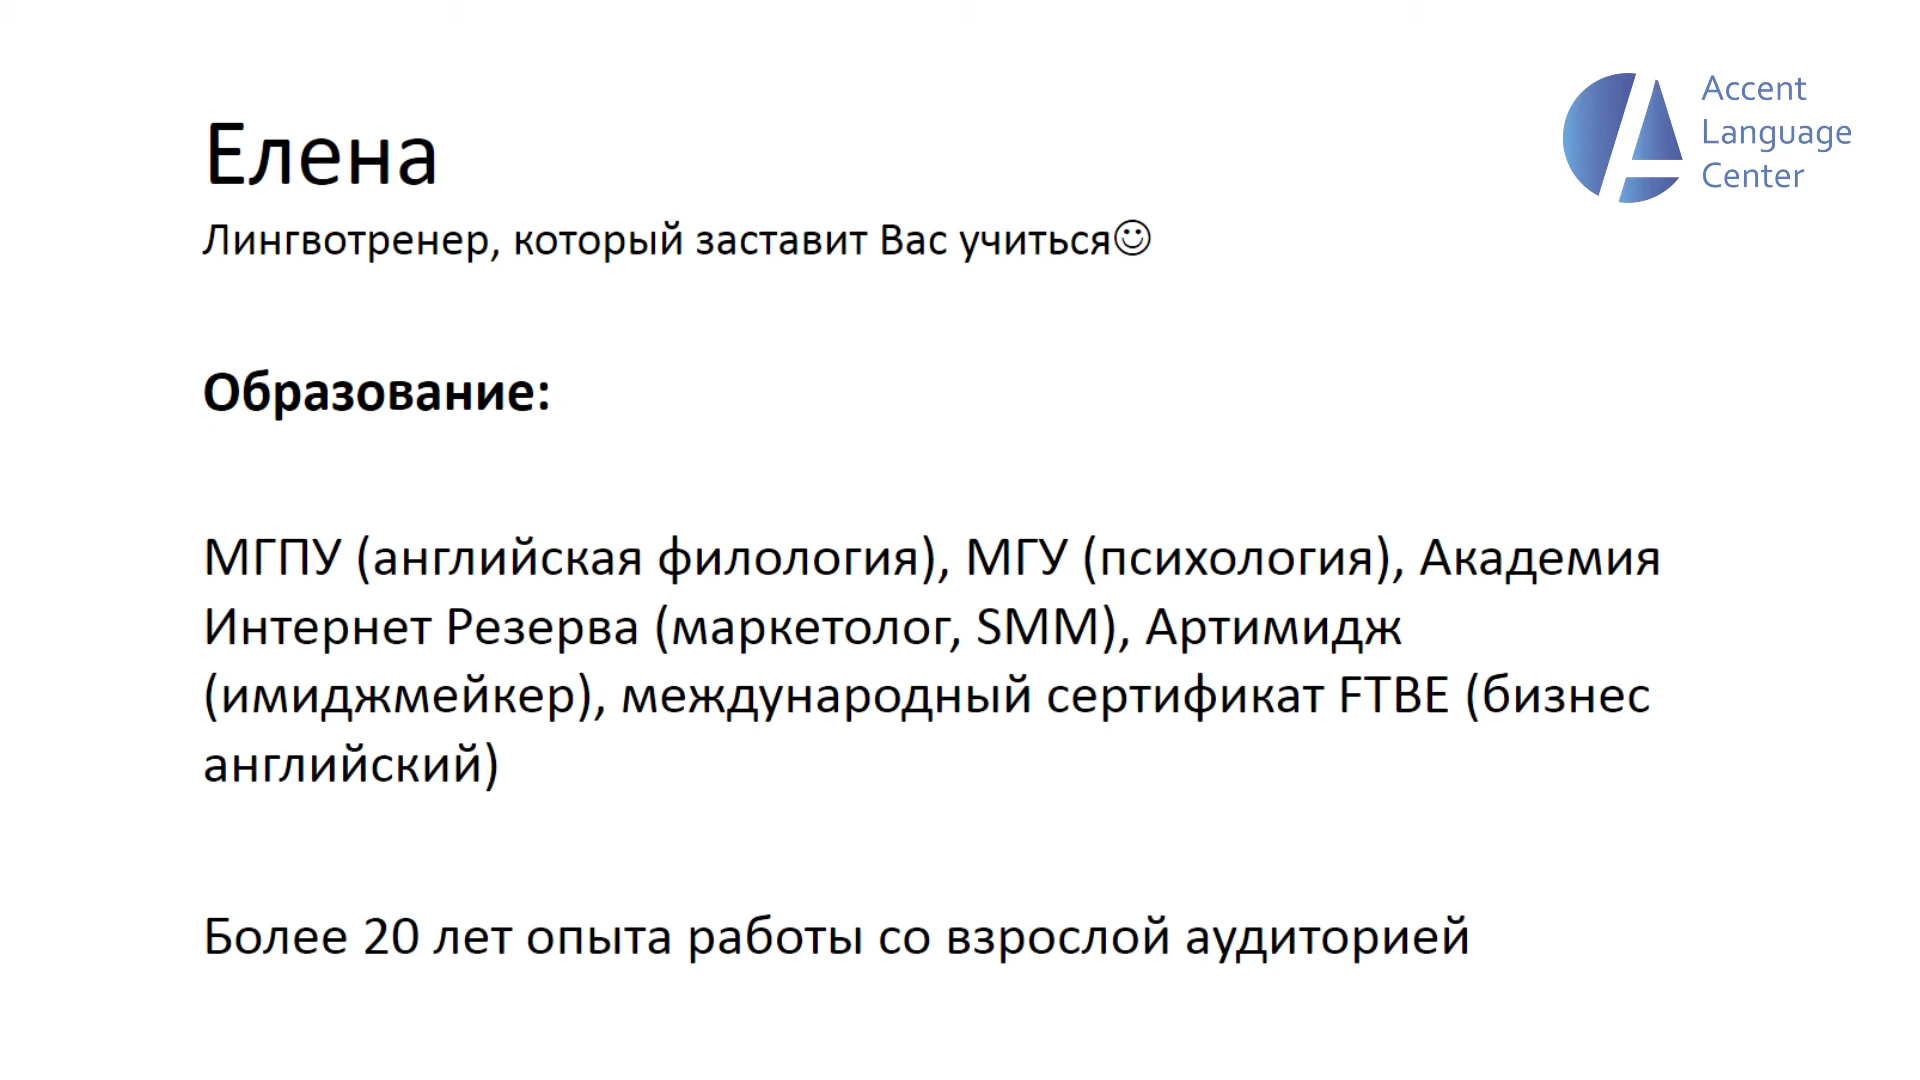 Елена
Лингвотренер, который заставит Вас учиться☺
Accent
Language
Center
Образование:
МГПУ (английская филология), МГУ (психология), Академия
Интернет Резерва (маркетолог, SMM), Артимидж
(имиджмейкер), международный сертификат FTBE (бизнес
английский)
Более 20 лет опыта работы со взрослой аудиторией